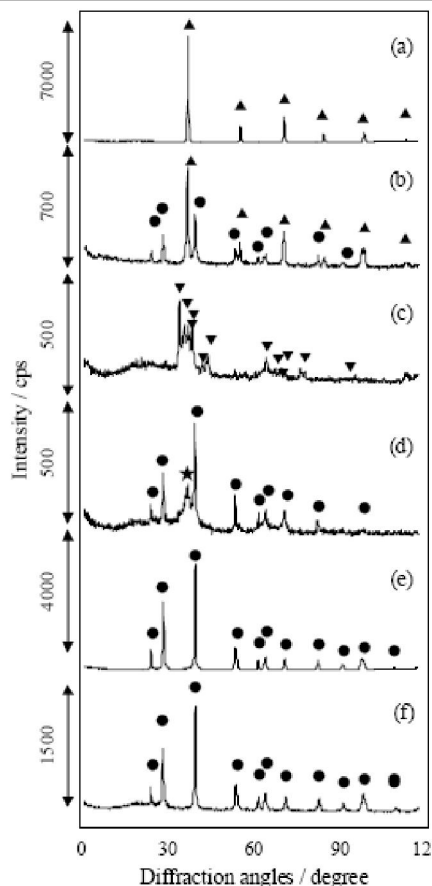 7000
(a)
700
(b)
500
(c)
Intensity / cps
500
(d)
4000
(e)
1500
(f)
0 30 60 90 12
Diffraction angles / degree